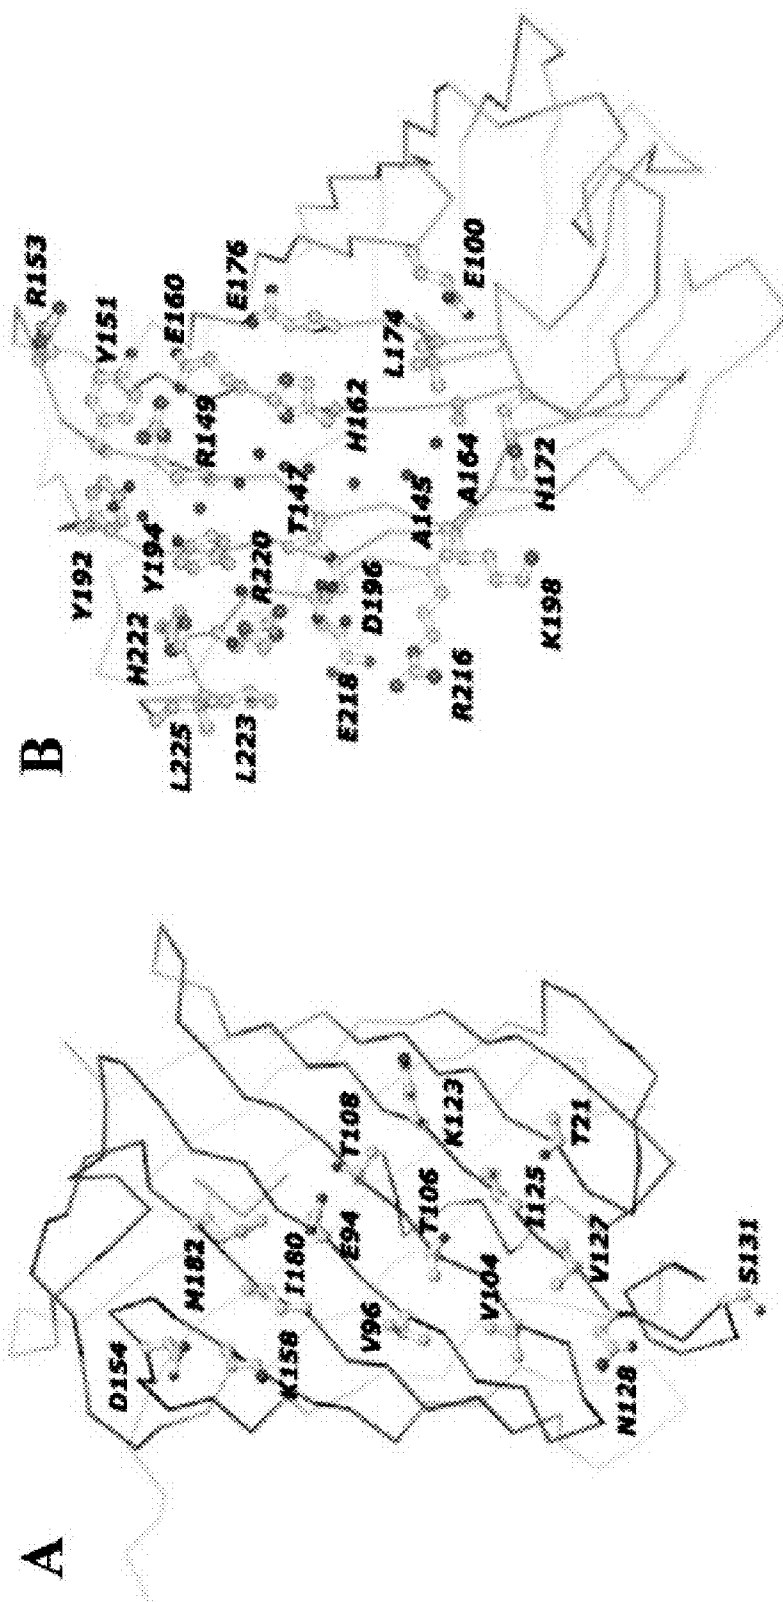 A
D154
M182
K158
I180
E94
T108
V96
T106
K123
V104
I125
T21
V127
N128
S131
B
R153
Y192
Y151
H222
Y194
E160
L225
R149
E176
L223
R220
T147
E218
H162
D196
L174
A145
R216
A164
E100
H172
K198